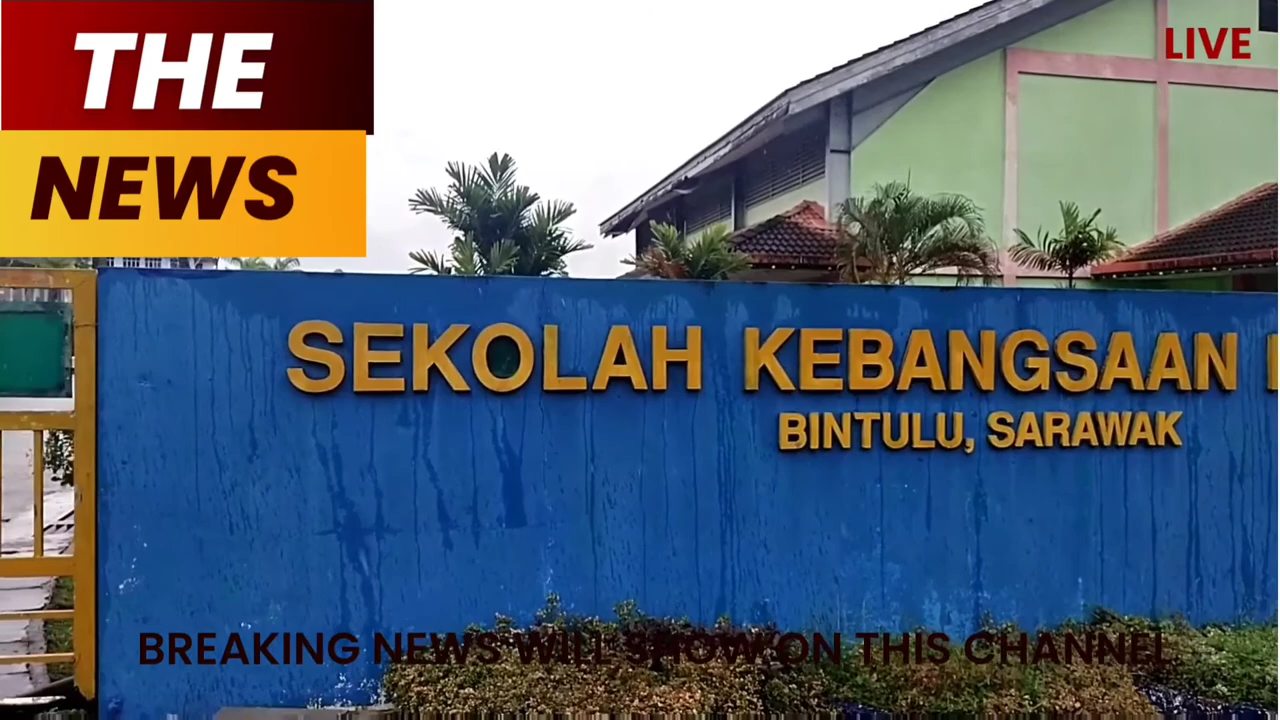 THE
NEWS
LIVE
SEKOLAH KEBANGSAAN
BINTULU, SARAWAK
BREAKING NEWS WILL SHOW ON THIS CHANNEL